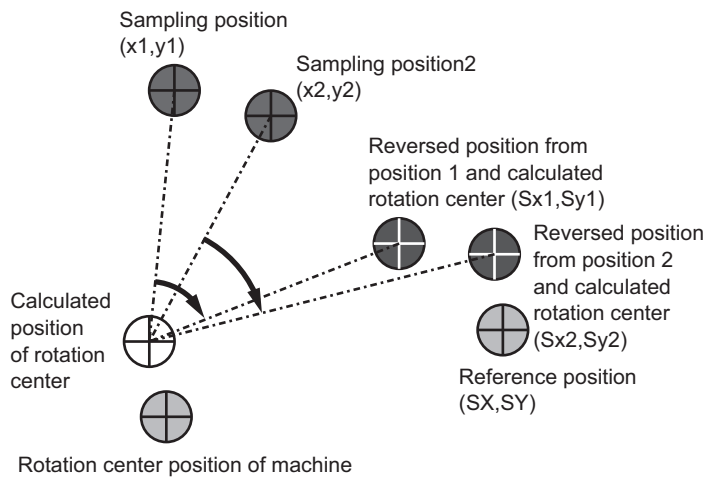 Sampling position
(x1,y1)
Sampling position2
(x2,y2)
Reversed position from
position 1 and calculated
rotation center (Sx1,Sy1)
Reversed position
from position 2
and calculated
rotation center
(Sx2,Sy2)
Calculated
position
of rotation
center
Reference position
(SX,SY)
Rotation center position of machine